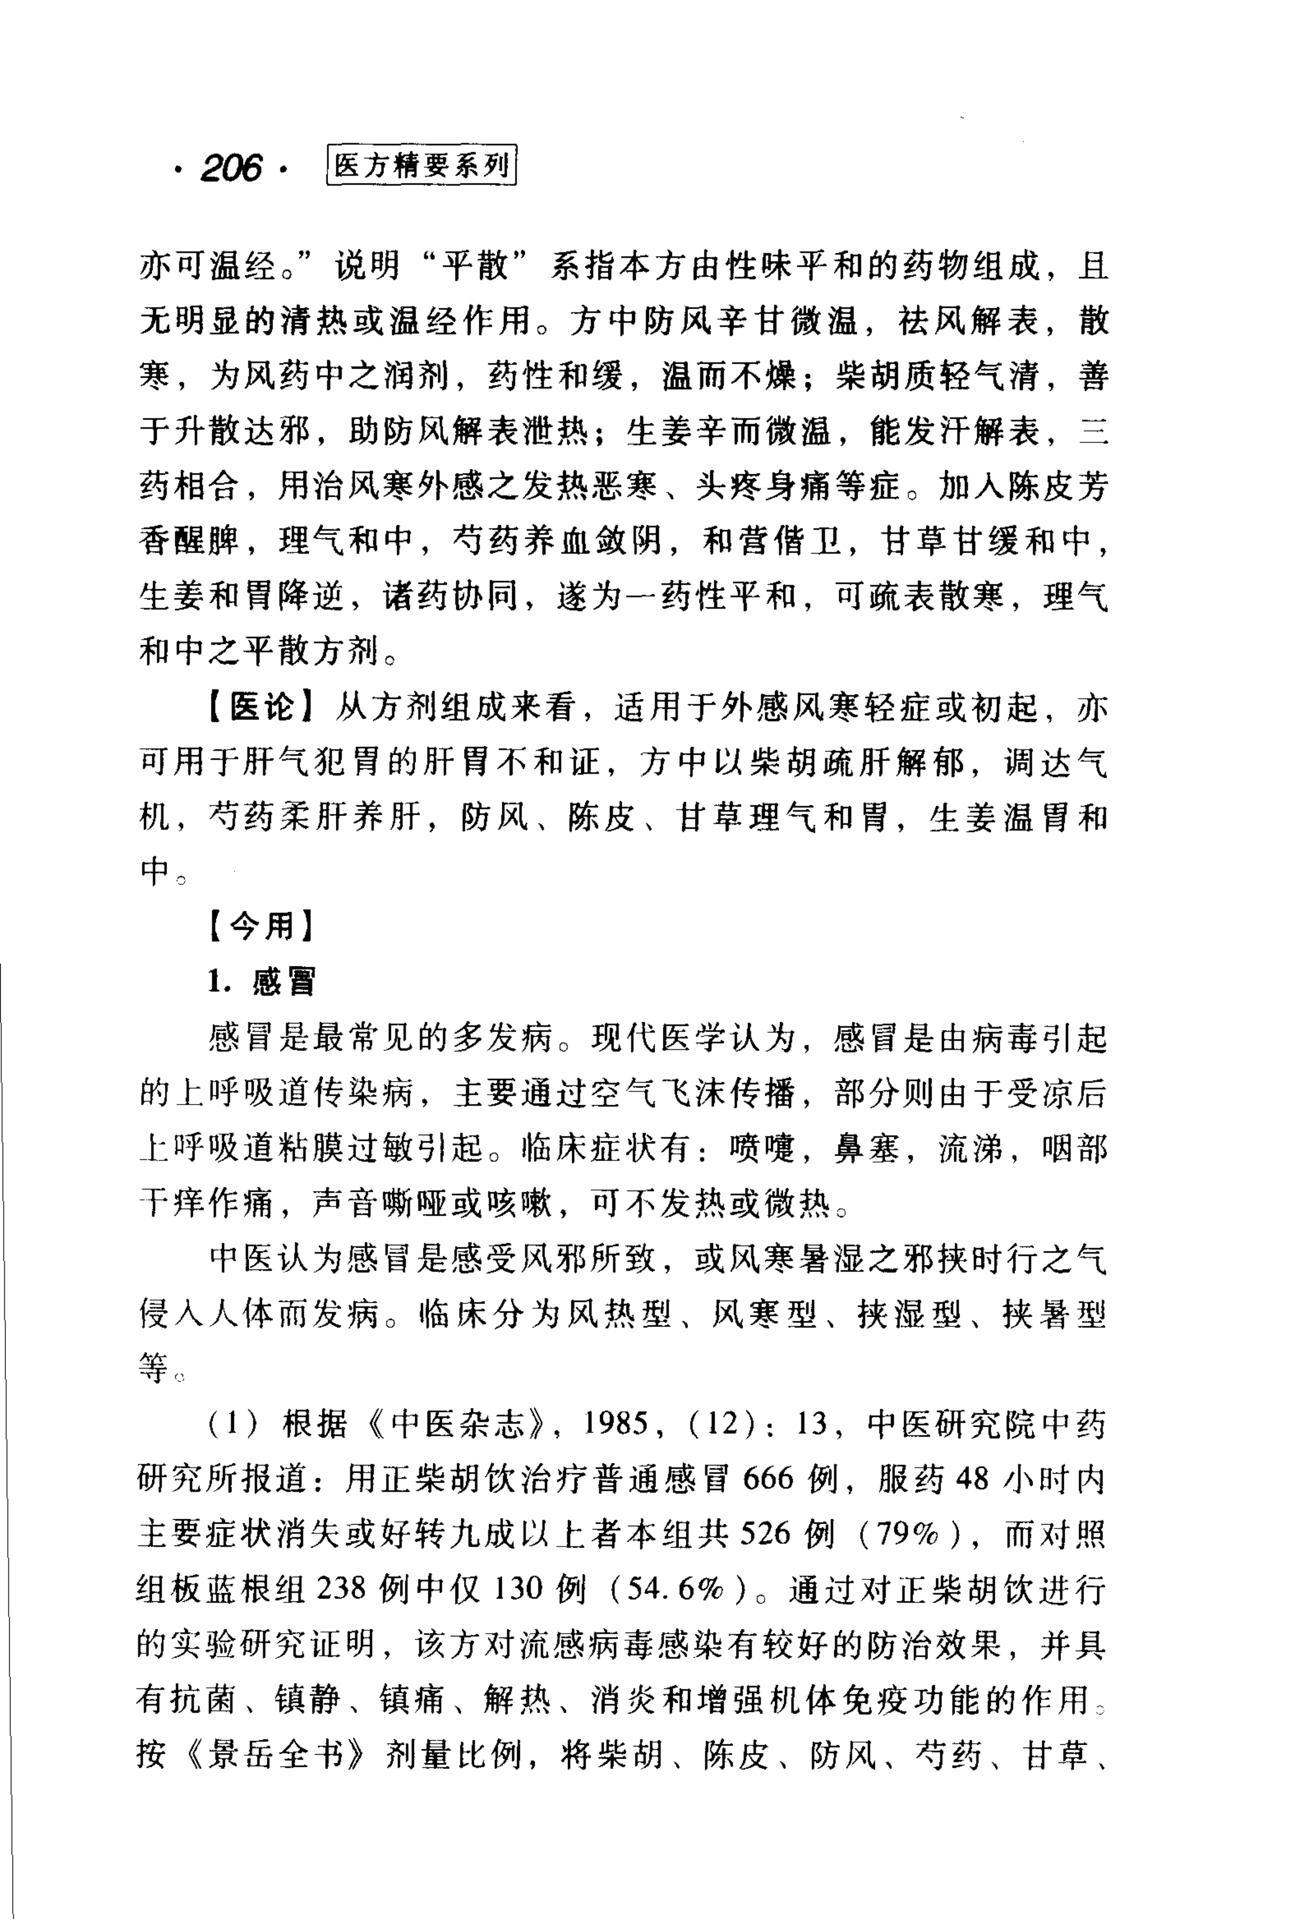 ·206· 医方精要系列
亦可温经。”说明“平散”系指本方由性味平和的药物组成，且
无明显的清热或温经作用。方中防风辛甘微温，祛风解表，散
寒，为风药中之润剂，药性和缓，温而不燥；柴胡质轻气清，善
于升散达邪，助防风解表泄热；生姜辛而微温，能发汗解表，三
药相合，用治风寒外感之发热恶寒、头疼身痛等症。加入陈皮芳
香醒脾，理气和中，芍药养血敛阴，和营偕卫，甘草甘缓和中，
生姜和胃降逆，诸药协同，遂为一药性平和，可疏表散寒，理气
和中之平散方剂。
【医论】从方剂组成来看，适用于外感风寒轻症或初起，亦
可用于肝气犯胃的肝胃不和证，方中以柴胡疏肝解郁，调达气
机，芍药柔肝养肝，防风、陈皮、甘草理气和胃，生姜温胃和
中。
【今用】
1. 感冒
感冒是最常见的多发病。现代医学认为，感冒是由病毒引起
的上呼吸道传染病，主要通过空气飞沫传播，部分则由于受凉后
上呼吸道粘膜过敏引起。临床症状有：喷嚏，鼻塞，流涕，咽部
干痒作痛，声音嘶哑或咳嗽，可不发热或微热。
中医认为感冒是感受风邪所致，或风寒暑湿之邪挟时行之气
侵入人体而发病。临床分为风热型、风寒型、挟湿型、挟暑型
等。
(1) 根据《中医杂志》，1985，(12)：13，中医研究院中药
研究所报道：用正柴胡饮治疗普通感冒 666 例，服药 48 小时内
主要症状消失或好转九成以上者本组共 526 例（79%），而对照
组板蓝根组 238 例中仅 130 例（54.6%）。通过对正柴胡饮进行
的实验研究证明，该方对流感病毒感染有较好的防治效果，并具
有抗菌、镇静、镇痛、解热、消炎和增强机体免疫功能的作用。
按《景岳全书》剂量比例，将柴胡、陈皮、防风、芍药、甘草、